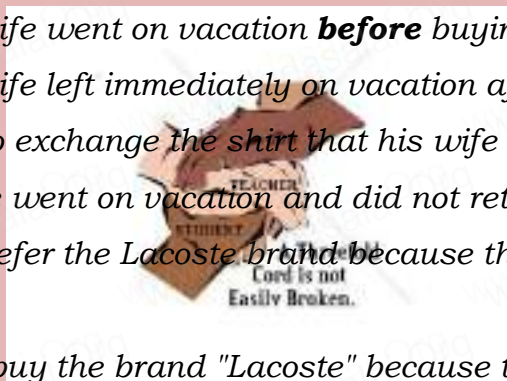 ife went on vacation before buyin
ife left immediately on vacation a
o exchange the shirt that his wife
e went on vacation and did not ret
TEACHER
STUDENT
efer the Lacoste brand because th
A Threefold
Cord is not
Easily Broken.
buy the brand "Lacoste" because t